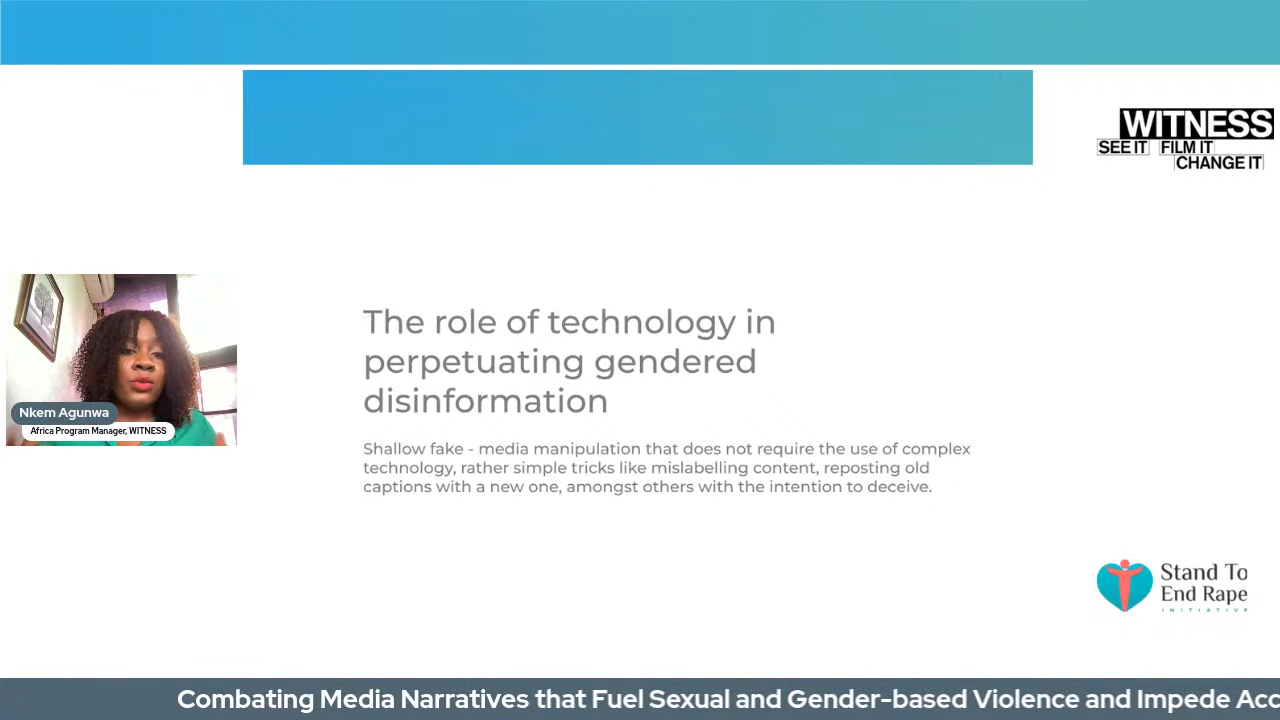 WITNESS
SEE IT FILM IT
CHANGE IT
The role of technology in
perpetuating gendered
disinformation
Shallow fake - media manipulation that does not require the use of complex
technology, rather simple tricks like mislabelling content, reposting old
captions with a new one, amongst others with the intention to deceive.
Nkem Agunwa
Africa Program Manager, WITNESS
Stand To
End Rape
INITIATIVE
Combating Media Narratives that Fuel Sexual and Gender-based Violence and Impede Acc